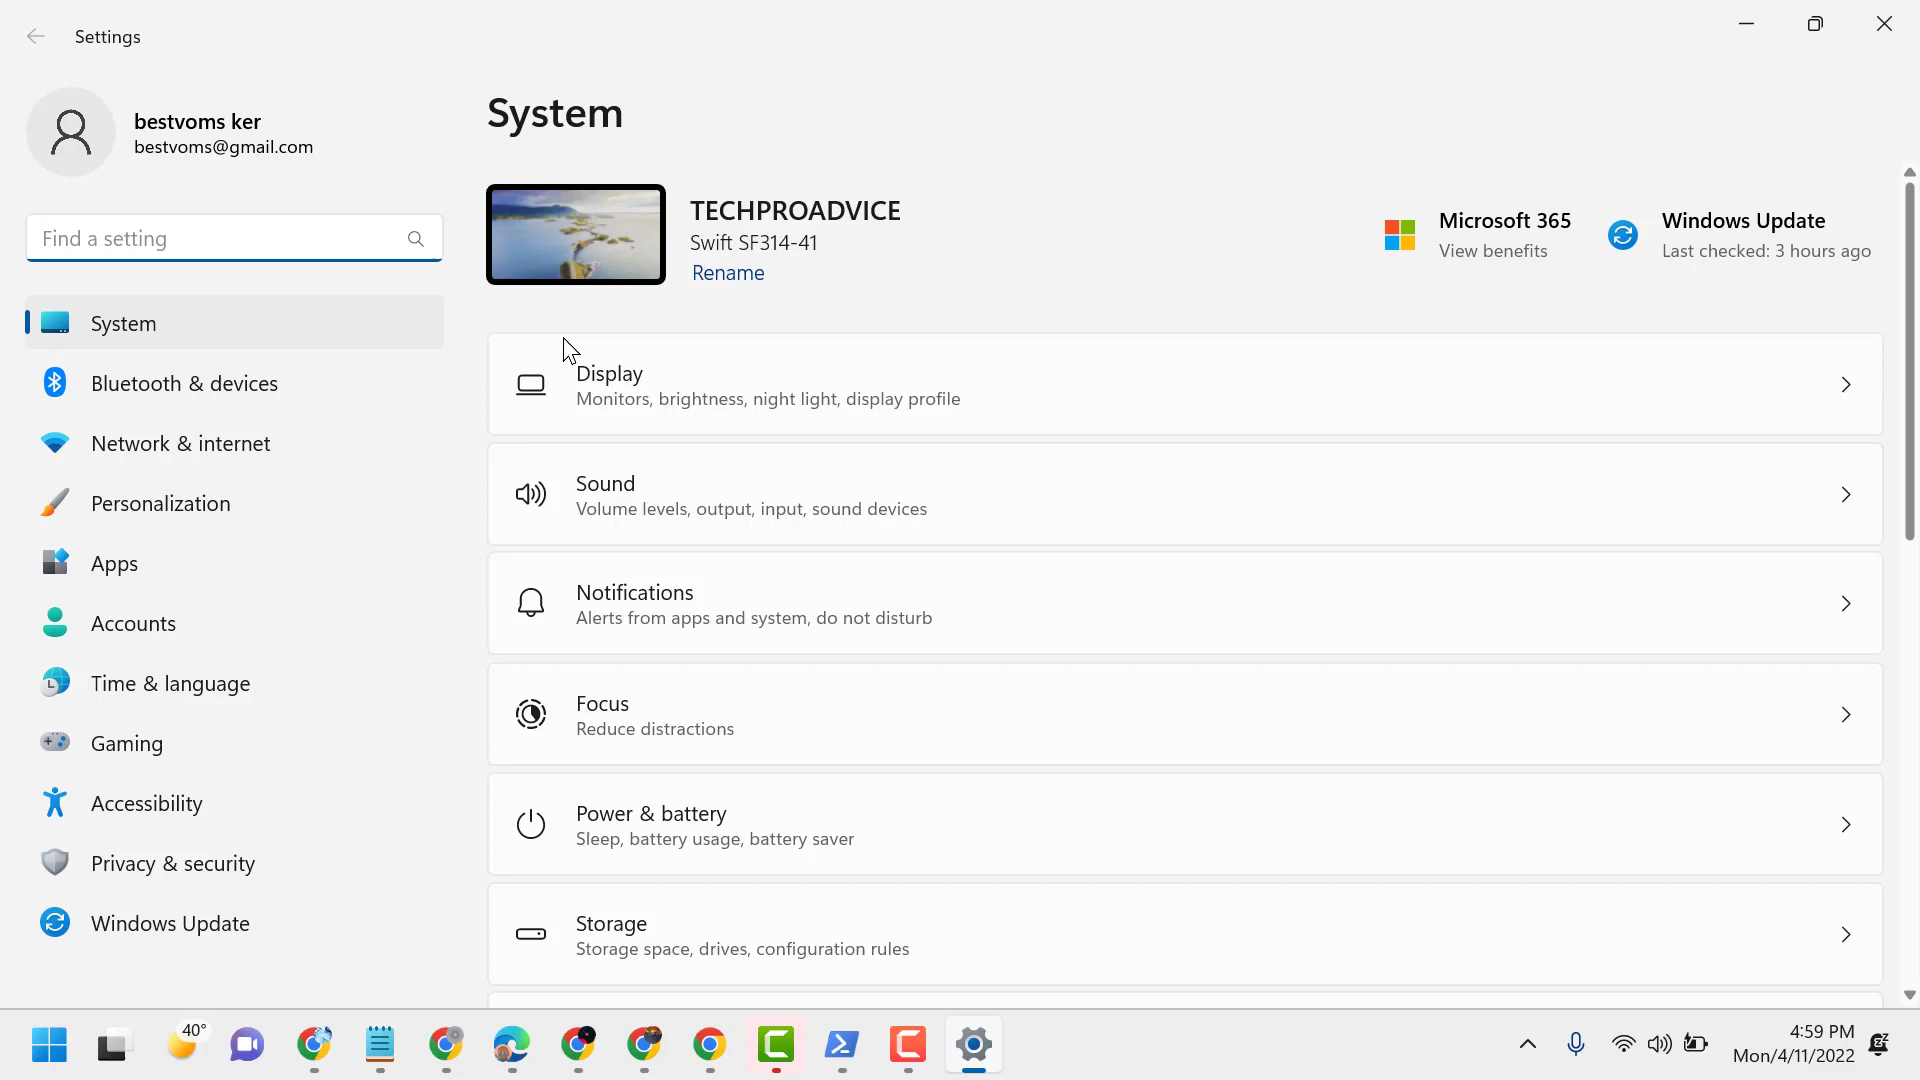 Settings
bestvoms ker
bestvoms@gmail.com
Find a setting
System
Bluetooth & devices
Network & internet
Personalization
Apps
Accounts
Time & language
Gaming
Accessibility
Privacy & security
Windows Update
System
TECHPROADVICE
Swift SF314-41
Rename
Microsoft 365
View benefits
Windows Update
Last checked: 3 hours ago
Display
Monitors, brightness, night light, display profile
Sound
Volume levels, output, input, sound devices
Notifications
Alerts from apps and system, do not disturb
Focus
Reduce distractions
Power & battery
Sleep, battery usage, battery saver
Storage
Storage space, drives, configuration rules
40°
4:59 PM
Mon/4/11/2022